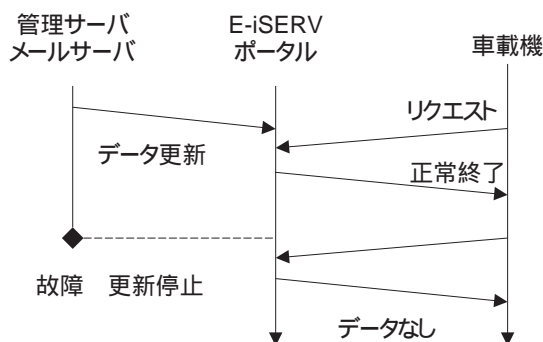 管理サーバ
メールサーバ
E-iSERV
ポータル
車載機
リクエスト
データ更新
正常終了
故障　更新停止
データなし